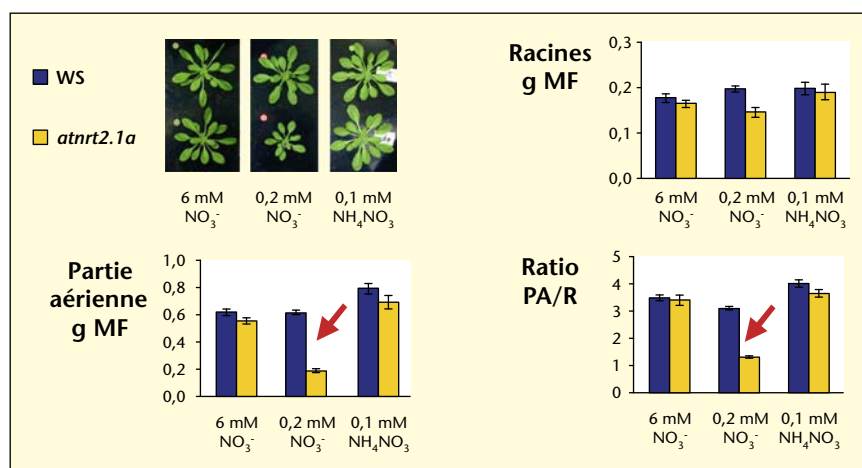 WS
atnrt2.1a
6 mM
NO₃⁻
0,2 mM
NO₃⁻
0,1 mM
NH₄NO₃
Racines
g MF
0,3
0,2
0,1
0,0
6 mM
NO₃⁻
0,2 mM
NO₃⁻
0,1 mM
NH₄NO₃
Partie
aérienne
g MF
1,0
0,8
0,6
0,4
0,2
0,0
6 mM
NO₃⁻
0,2 mM
NO₃⁻
0,1 mM
NH₄NO₃
Ratio
PA/R
5
4
3
2
1
0
6 mM
NO₃⁻
0,2 mM
NO₃⁻
0,1 mM
NH₄NO₃